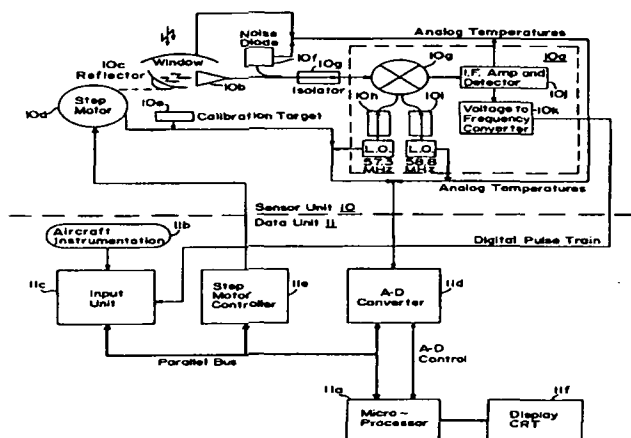 Analog Temperatures
Noise
Diode
10f
Window
10c
Reflector
10b
10g
Isolator
10g
10a
I.F. Amp and
Detector
10j
10h
10i
Voltage to
Frequency
Converter
10k
Step
Motor
10d
10e
Calibration Target
L.O.
57.3
MHz
L.O.
58.8
MHz
Analog Temperatures
Sensor Unit 10
Data Unit 11
11b
Aircraft
Instrumentation
Digital Pulse Train
11c
Input
Unit
Step
Motor
Controller
11e
A-D
Converter
11d
Parallel Bus
A-D
Control
11a
Micro-
Processor
11f
Display
CRT